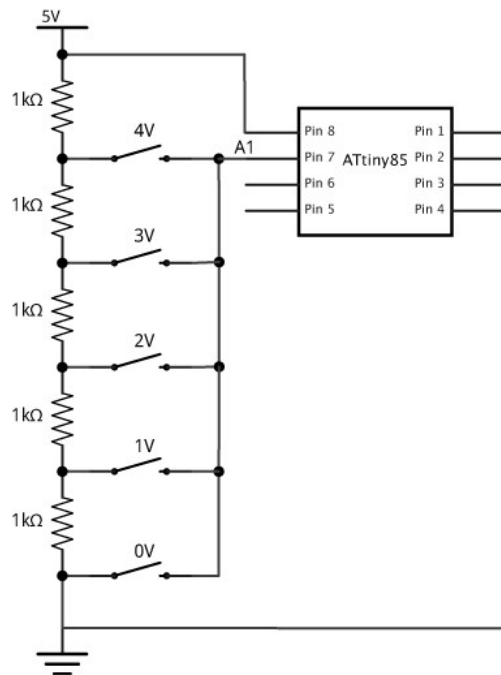 5V
1kΩ
4V
A1
Pin 8
Pin 1
ATtiny85
Pin 7
Pin 2
Pin 6
Pin 3
Pin 5
Pin 4
1kΩ
3V
1kΩ
2V
1kΩ
1V
1kΩ
0V